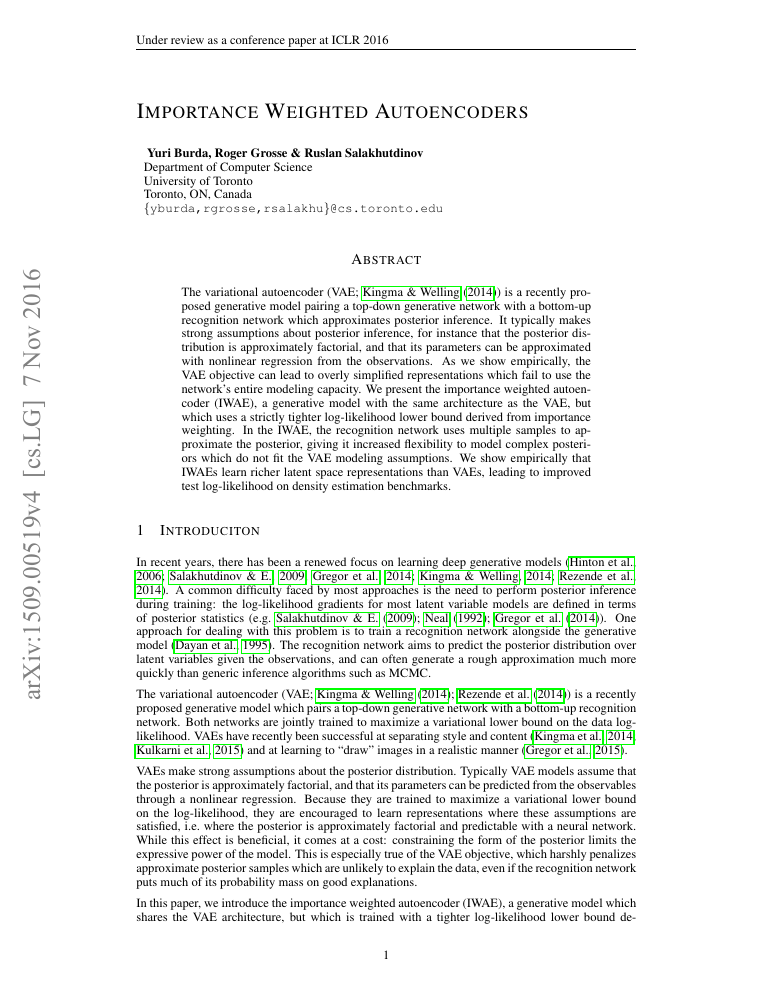 Under review as a conference paper at ICLR 2016
IMPORTANCE WEIGHTED AUTOENCODERS
Yuri Burda, Roger Grosse & Ruslan Salakhutdinov
Department of Computer Science
University of Toronto
Toronto, ON, Canada
{yburda,rgrosse,rsalakhu}@cs.toronto.edu
ABSTRACT
The variational autoencoder (VAE; Kingma & Welling (2014)) is a recently pro-
posed generative model pairing a top-down generative network with a bottom-up
recognition network which approximates posterior inference. It typically makes
strong assumptions about posterior inference, for instance that the posterior dis-
tribution is approximately factorial, and that its parameters can be approximated
with nonlinear regression from the observations. As we show empirically, the
VAE objective can lead to overly simplified representations which fail to use the
network's entire modeling capacity. We present the importance weighted autoen-
coder (IWAE), a generative model with the same architecture as the VAE, but
which uses a strictly tighter log-likelihood lower bound derived from importance
weighting. In the IWAE, the recognition network uses multiple samples to ap-
proximate the posterior, giving it increased flexibility to model complex posteri-
ors which do not fit the VAE modeling assumptions. We show empirically that
IWAEs learn richer latent space representations than VAEs, leading to improved
test log-likelihood on density estimation benchmarks.
1 INTRODUCITON
In recent years, there has been a renewed focus on learning deep generative models (Hinton et al.,
2006; Salakhutdinov & E., 2009; Gregor et al., 2014; Kingma & Welling, 2014; Rezende et al.,
2014). A common difficulty faced by most approaches is the need to perform posterior inference
during training: the log-likelihood gradients for most latent variable models are defined in terms
of posterior statistics (e.g. Salakhutdinov & E. (2009); Neal (1992); Gregor et al. (2014)). One
approach for dealing with this problem is to train a recognition network alongside the generative
model (Dayan et al., 1995). The recognition network aims to predict the posterior distribution over
latent variables given the observations, and can often generate a rough approximation much more
quickly than generic inference algorithms such as MCMC.
The variational autoencoder (VAE; Kingma & Welling (2014); Rezende et al. (2014)) is a recently
proposed generative model which pairs a top-down generative network with a bottom-up recognition
network. Both networks are jointly trained to maximize a variational lower bound on the data log-
likelihood. VAEs have recently been successful at separating style and content (Kingma et al., 2014;
Kulkarni et al., 2015) and at learning to “draw” images in a realistic manner (Gregor et al., 2015).
VAEs make strong assumptions about the posterior distribution. Typically VAE models assume that
the posterior is approximately factorial, and that its parameters can be predicted from the observables
through a nonlinear regression. Because they are trained to maximize a variational lower bound
on the log-likelihood, they are encouraged to learn representations where these assumptions are
satisfied, i.e. where the posterior is approximately factorial and predictable with a neural network.
While this effect is beneficial, it comes at a cost: constraining the form of the posterior limits the
expressive power of the model. This is especially true of the VAE objective, which harshly penalizes
approximate posterior samples which are unlikely to explain the data, even if the recognition network
puts much of its probability mass on good explanations.
In this paper, we introduce the importance weighted autoencoder (IWAE), a generative model which
shares the VAE architecture, but which is trained with a tighter log-likelihood lower bound de-
1
arXiv:1509.00519v4 [cs.LG] 7 Nov 2016